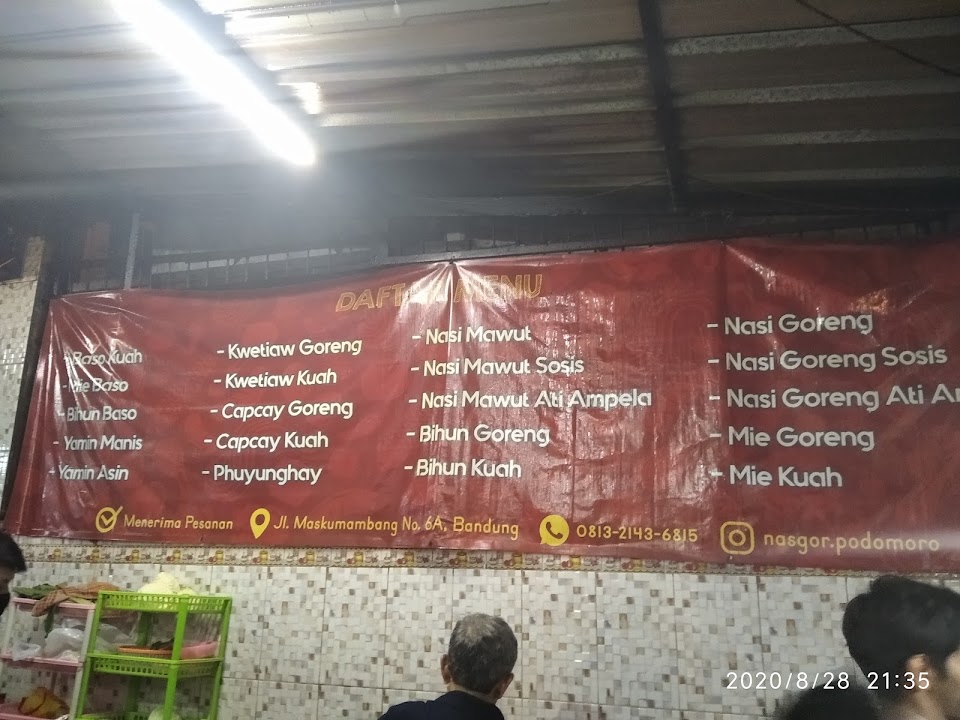 DAFTAR MENU
- Baso Kuah
- Mie Baso
- Bihun Baso
- Yamin Manis
- Yamin Asin
- Kwetiaw Goreng
- Kwetiaw Kuah
- Capcay Goreng
- Capcay Kuah
- Phuyunghay
- Nasi Mawut
- Nasi Mawut Sosis
- Nasi Mawut Ati Ampela
- Bihun Goreng
- Bihun Kuah
- Nasi Goreng
- Nasi Goreng Sosis
- Nasi Goreng Ati
- Mie Goreng
- Mie Kuah
Menerima Pesanan
Jl. Maskumambang No. 6A, Bandung
0813-2143-6815
nasgor.podomoro
2020/8/28 21:35